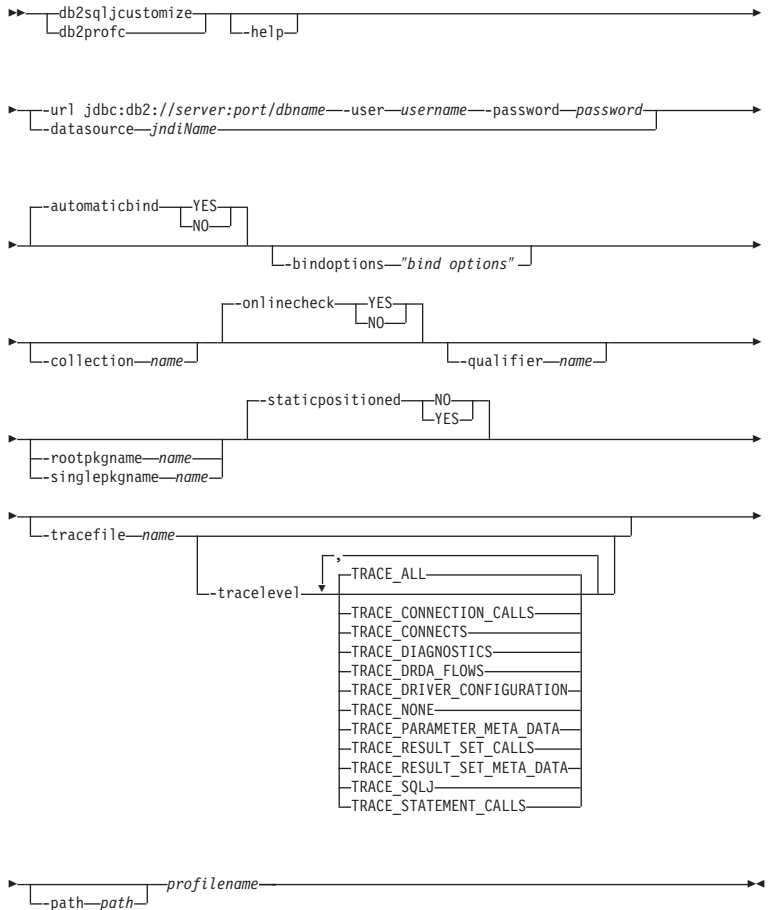 db2sqljcustomize
db2profc
-help
-url jdbc:db2://server:port/dbname -user username -password password
-datasource jndiName
-automaticbind YES
NO
-bindoptions "bind options"
-onlinecheck YES
NO
-collection name
-qualifier name
-staticpositioned NO
YES
-rootpkgname name
-singlepkgname name
-tracefile name
,
-tracelevel
TRACE_ALL
TRACE_CONNECTION_CALLS
TRACE_CONNECTS
TRACE_DIAGNOSTICS
TRACE_DRDA_FLOWS
TRACE_DRIVER_CONFIGURATION
TRACE_NONE
TRACE_PARAMETER_META_DATA
TRACE_RESULT_SET_CALLS
TRACE_RESULT_SET_META_DATA
TRACE_SQLJ
TRACE_STATEMENT_CALLS
profilename
-path path